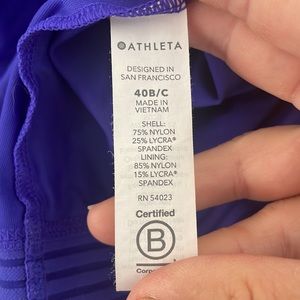 ATHLETA
DESIGNED IN
SAN FRANCISCO
40B/C
MADE IN
VIETNAM
SHELL:
75% NYLON
25% LYCRA®
SPANDEX
LINING:
85% NYLON
15% LYCRA®
SPANDEX
RN 54023
Certified
B